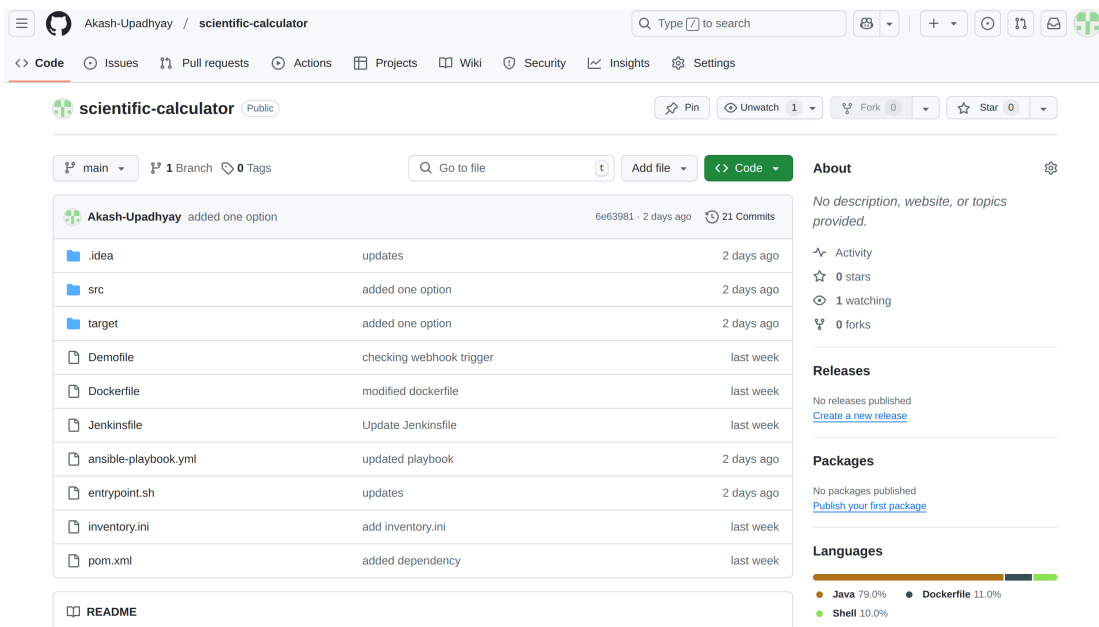 Akash-Upadhyay / scientific-calculator
Type / to search
Code
Issues
Pull requests
Actions
Projects
Wiki
Security
Insights
Settings
scientific-calculator Public
Pin
Unwatch 1
Fork 0
Star 0
main
1 Branch
0 Tags
Go to file t
Add file
Code
Akash-Upadhyay added one option 6e63981 · 2 days ago 21 Commits
.idea updates 2 days ago
src added one option 2 days ago
target added one option 2 days ago
Demofile checking webhook trigger last week
Dockerfile modified dockerfile last week
Jenkinsfile Update Jenkinsfile last week
ansible-playbook.yml updated playbook 2 days ago
entrypoint.sh updates 2 days ago
inventory.ini add inventory.ini last week
pom.xml added dependency last week
README
About
No description, website, or topics
provided.
Activity
0 stars
1 watching
0 forks
Releases
No releases published
Create a new release
Packages
No packages published
Publish your first package
Languages
Java 79.0% Dockerfile 11.0%
Shell 10.0%